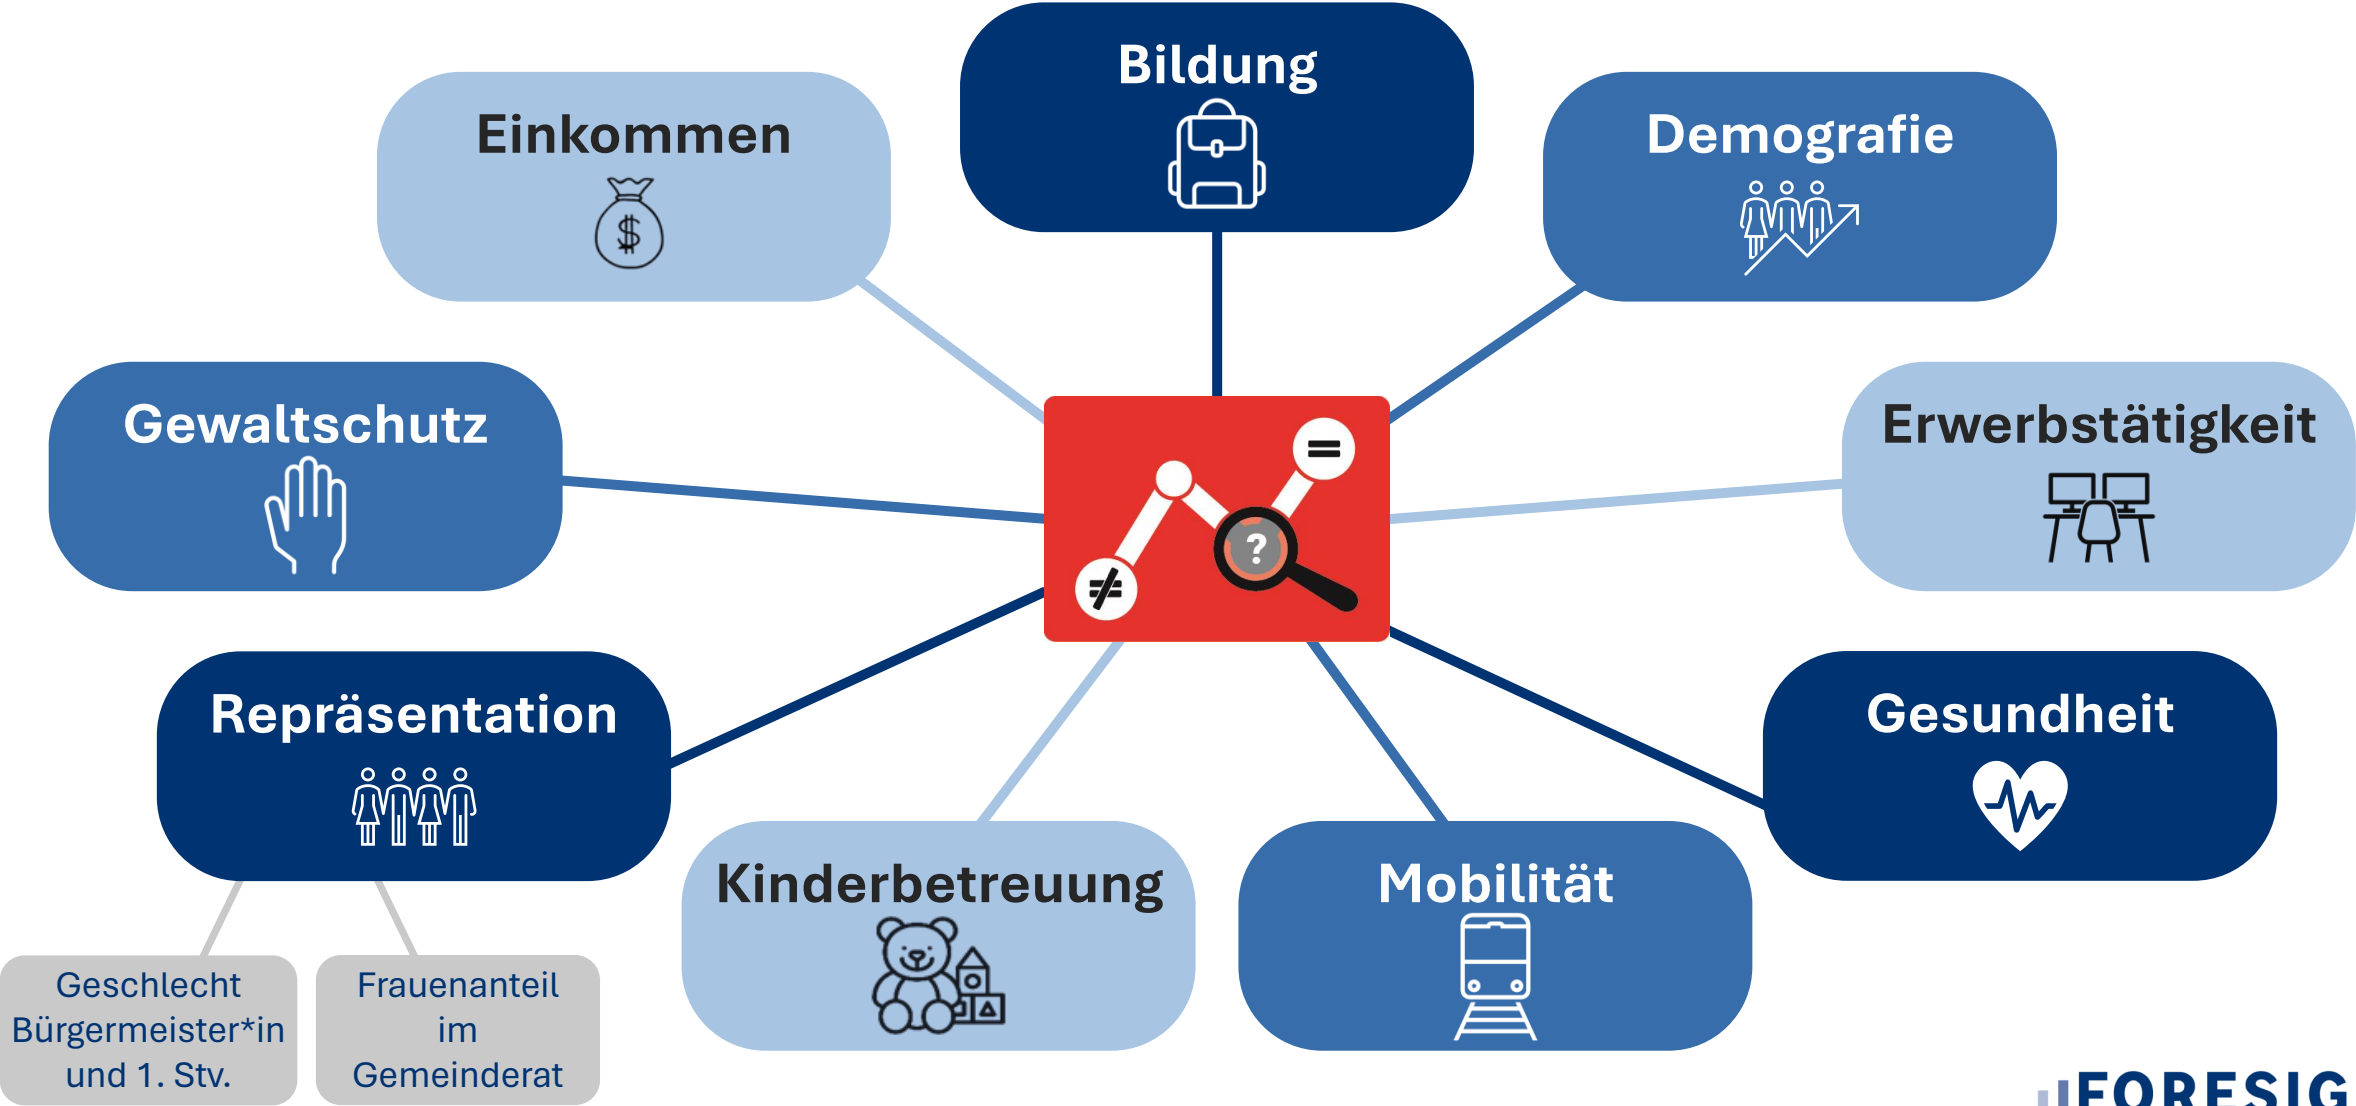 Bildung
Einkommen
$
Demografie
Gewaltschutz
Erwerbstätigkeit
=
?
≠
Repräsentation
Gesundheit
Kinderbetreuung
Mobilität
Geschlecht
Bürgermeister*in
und 1. Stv.
Frauenanteil
im
Gemeinderat
FORESIG